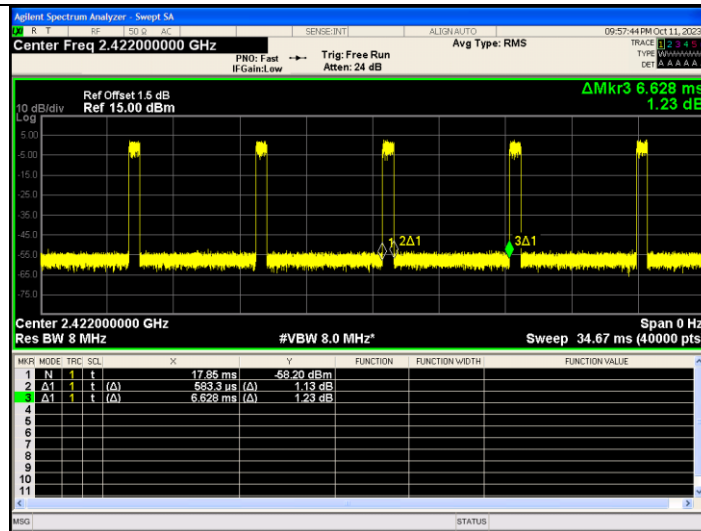 Agilent Spectrum Analyzer - Swept SA
R T RF 50 Ω AC SENSE:INT ALIGN AUTO 09:57:44 PM Oct 11, 2023
Center Freq 2.422000000 GHz Avg Type: RMS TRACE 1 2 3 4 5
PNO: Fast Trig: Free Run TYPE
IFGain:Low Atten: 24 dB DET A A A A A
ΔMkr3 6.628 ms
1.23 dB
Ref Offset 1.5 dB
10 dB/div Ref 15.00 dBm
Log
5.00
-5.00
-15.0
-25.0
-35.0
-45.0
-55.0
-65.0
-75.0
1 2Δ1 3Δ1
Center 2.422000000 GHz Span 0 Hz
Res BW 8 MHz #VBW 8.0 MHz* Sweep 34.67 ms (40000 pts
MKR MODE TRC SCL X Y FUNCTION FUNCTION WIDTH FUNCTION VALUE
1 N 1 t 17.85 ms -58.20 dBm
2 Δ1 1 t (Δ) 583.3 µs (Δ) 1.13 dB
3 Δ1 1 t (Δ) 6.628 ms (Δ) 1.23 dB
4
5
6
7
8
9
10
11
MSG STATUS